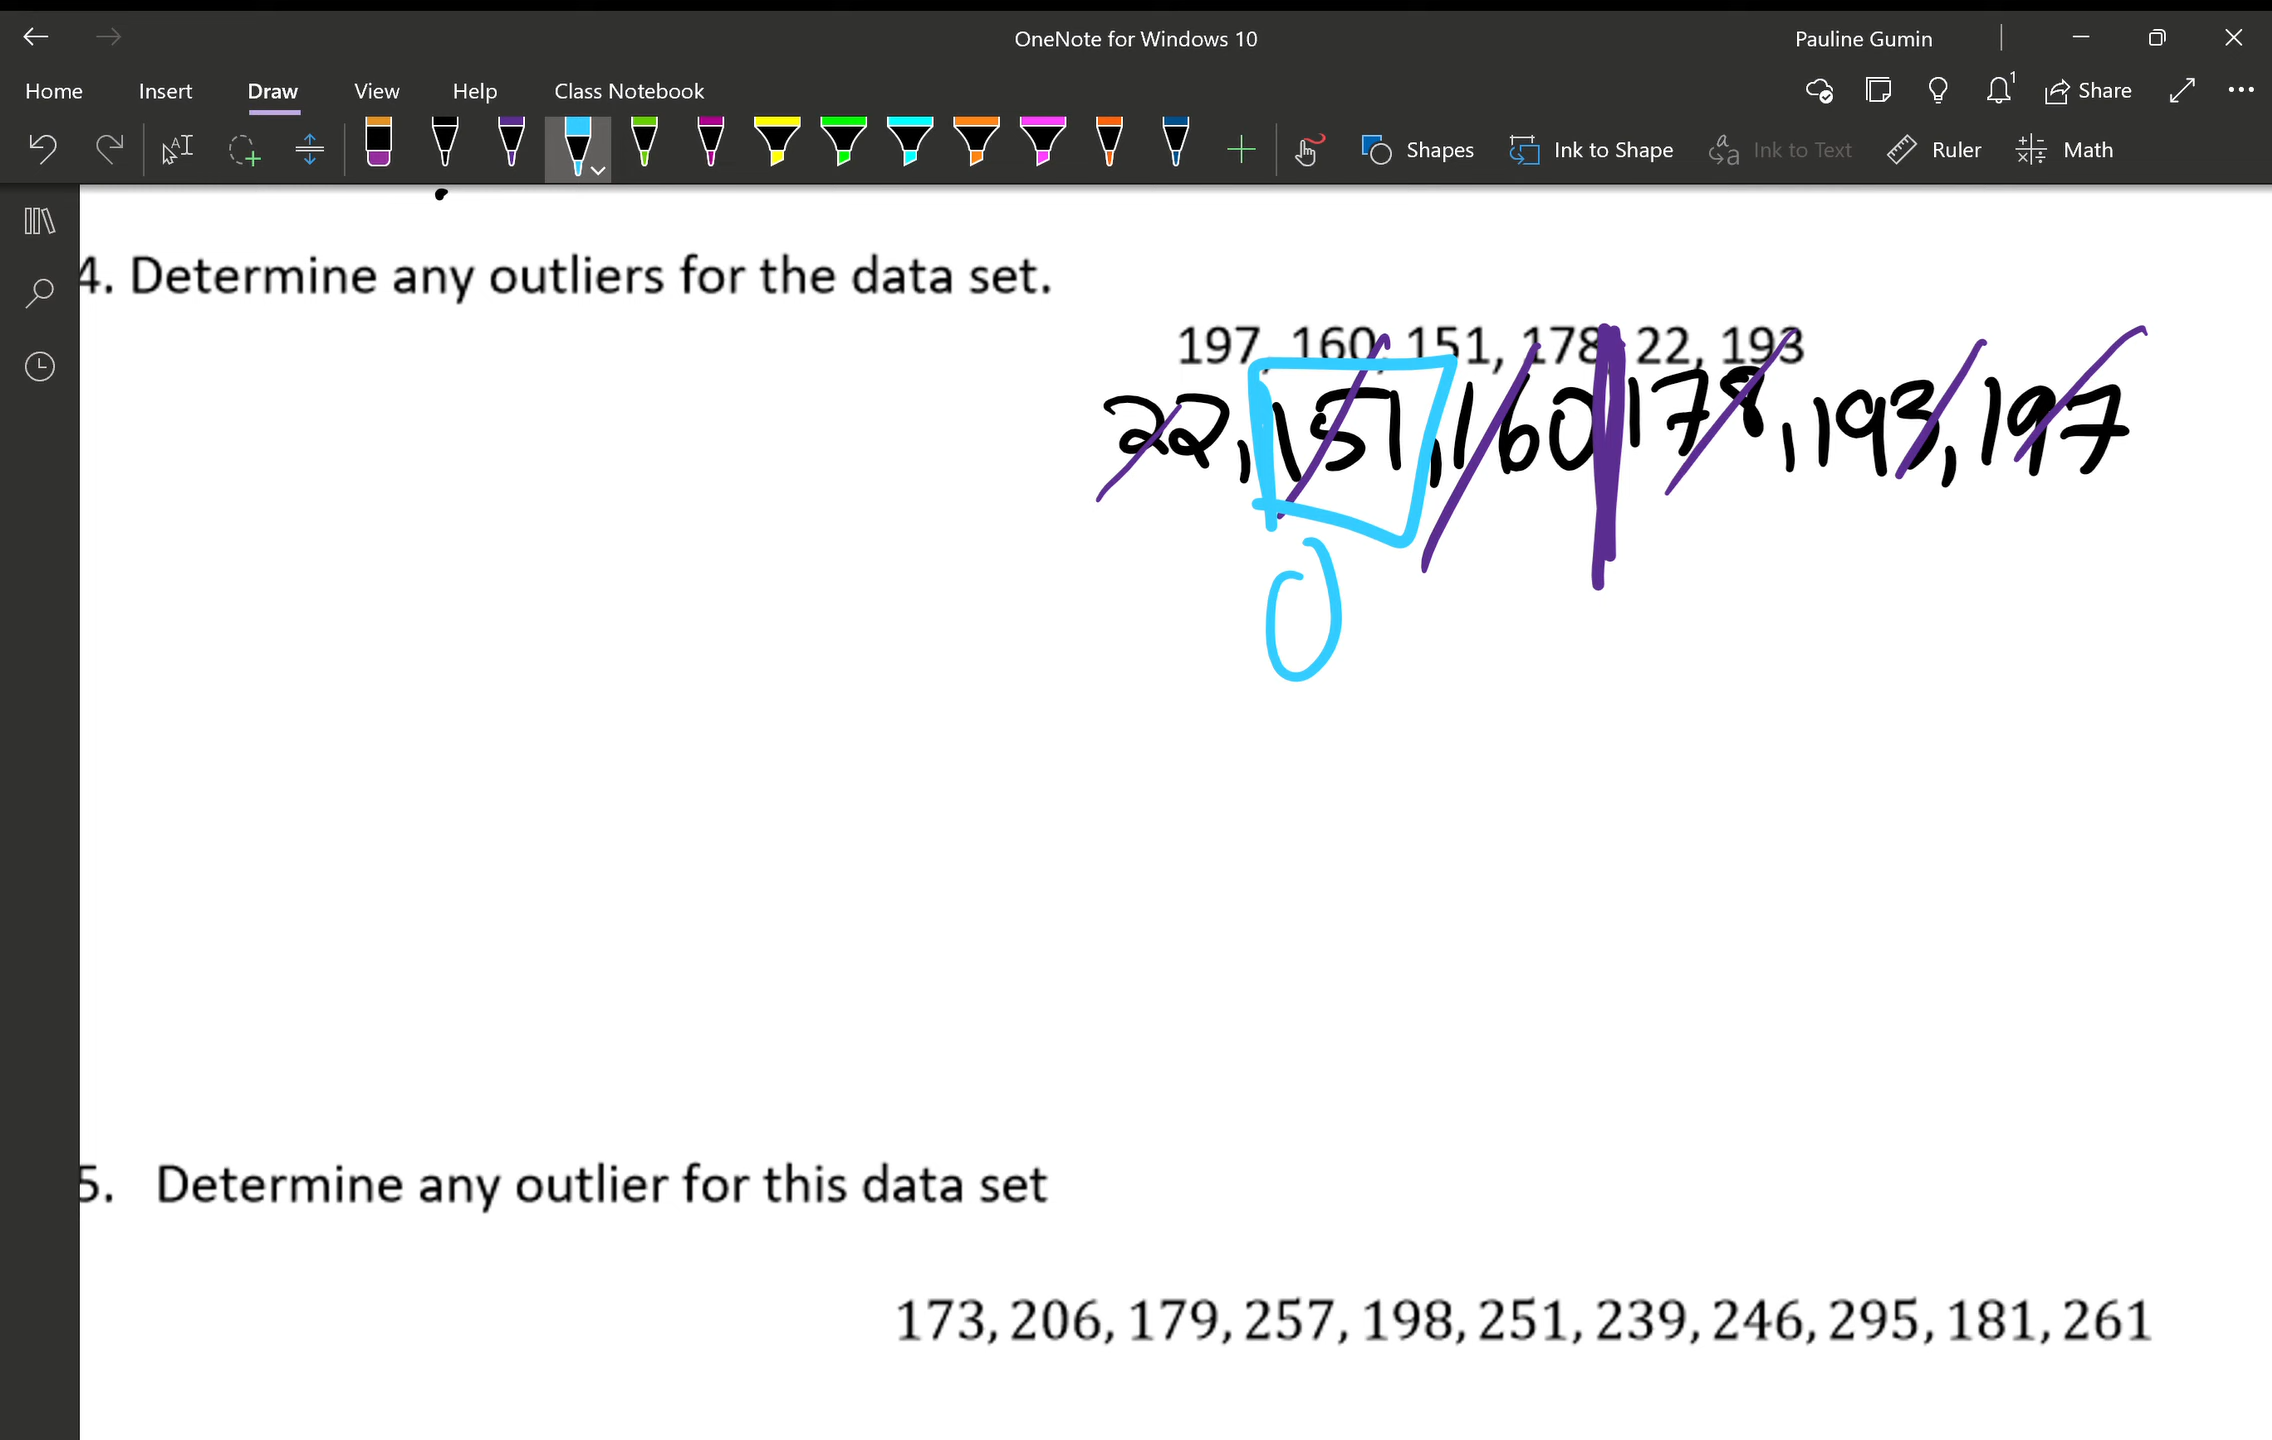 OneNote for Windows 10
Pauline Gumin
Home Insert Draw View Help Class Notebook
1 Share
Shapes Ink to Shape Ink to Text Ruler Math
4. Determine any outliers for the data set.
197, 160, 151, 178, 22, 193
22, 151, 160 178, 193, 197
0
5. Determine any outlier for this data set
173, 206, 179, 257, 198, 251, 239, 246, 295, 181, 261